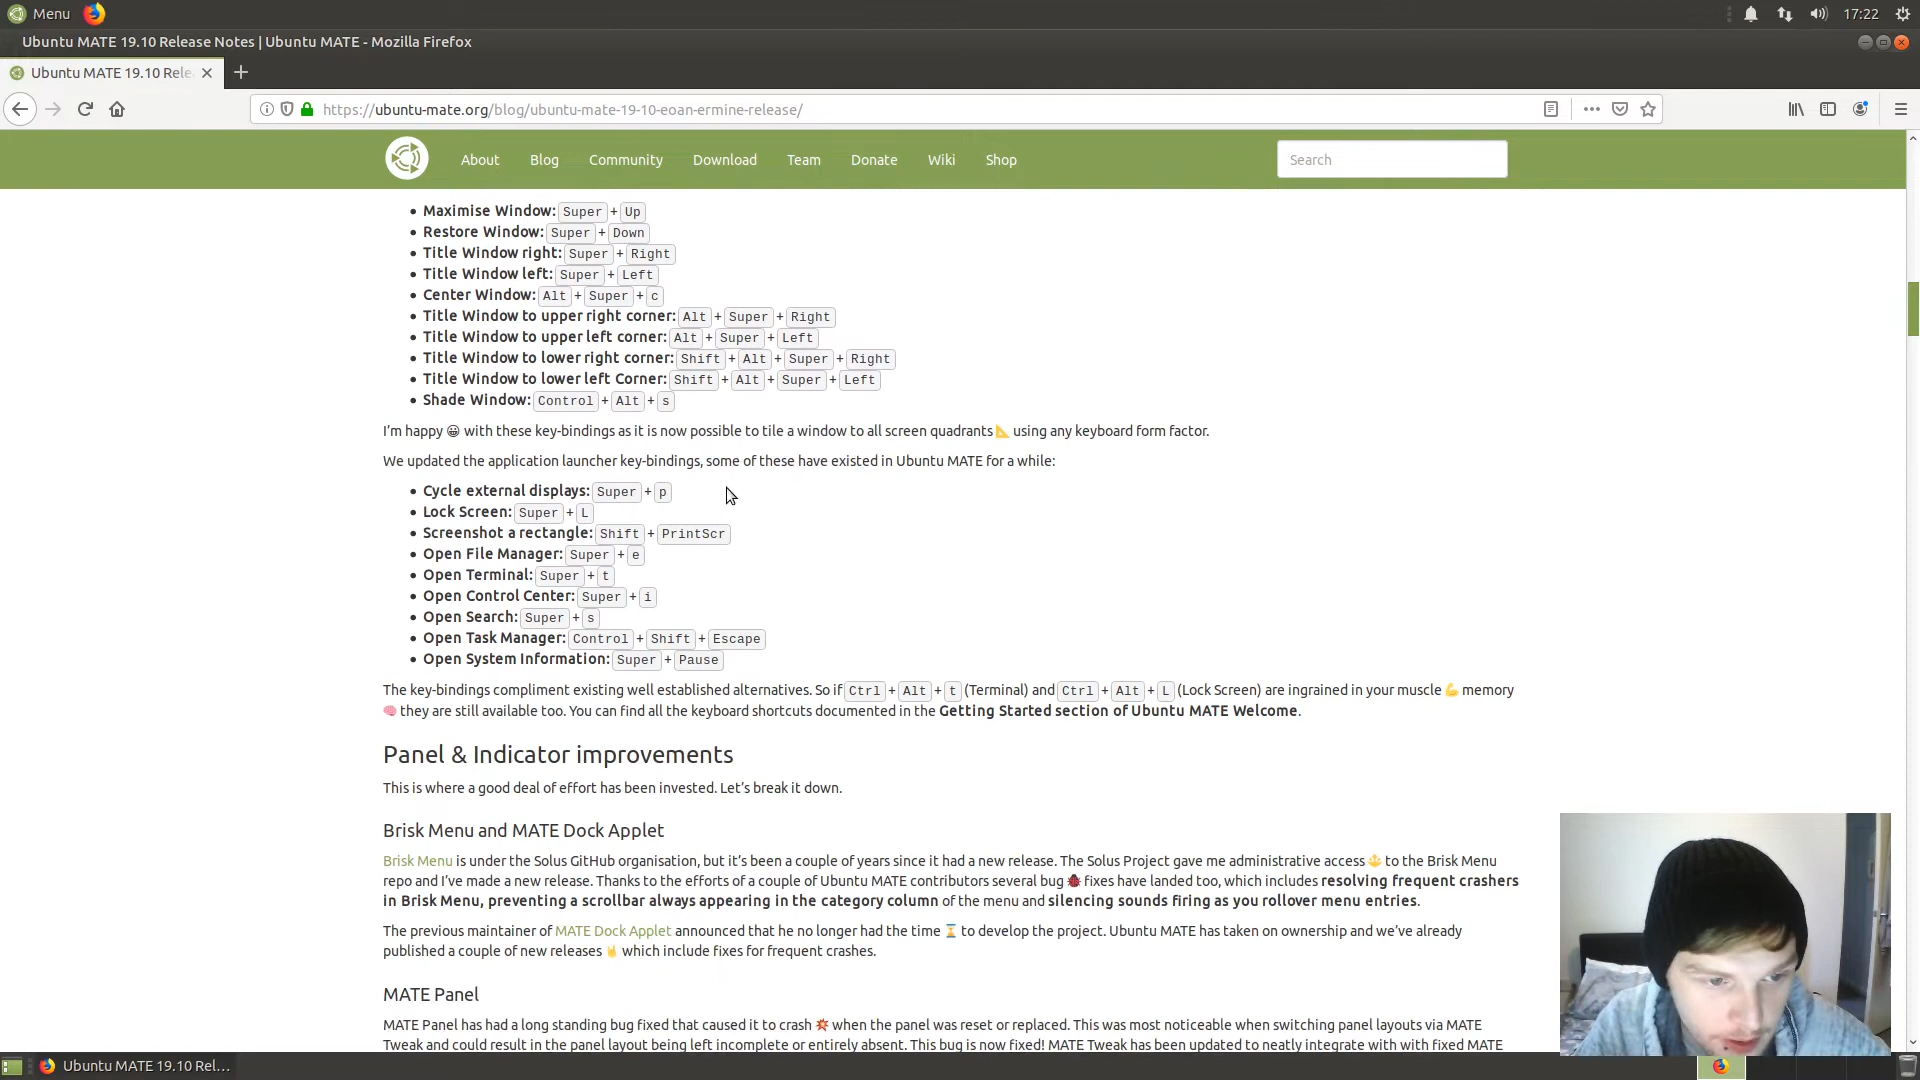 Menu 17:22
Ubuntu MATE 19.10 Release Notes | Ubuntu MATE - Mozilla Firefox
Ubuntu MATE 19.10 Rele
https://ubuntu-mate.org/blog/ubuntu-mate-19-10-eoan-ermine-release/
About Blog Community Download Team Donate Wiki Shop Search
Maximise Window: Super + Up
Restore Window: Super + Down
Title Window right: Super + Right
Title Window left: Super + Left
Center Window: Alt + Super + c
Title Window to upper right corner: Alt + Super + Right
Title Window to upper left corner: Alt + Super + Left
Title Window to lower right corner: Shift + Alt + Super + Right
Title Window to lower left Corner: Shift + Alt + Super + Left
Shade Window: Control + Alt + s
I'm happy 😀 with these key-bindings as it is now possible to tile a window to all screen quadrants 📐 using any keyboard form factor.
We updated the application launcher key-bindings, some of these have existed in Ubuntu MATE for a while:
Cycle external displays: Super + p
Lock Screen: Super + L
Screenshot a rectangle: Shift + PrintScr
Open File Manager: Super + e
Open Terminal: Super + t
Open Control Center: Super + i
Open Search: Super + s
Open Task Manager: Control + Shift + Escape
Open System Information: Super + Pause
The key-bindings compliment existing well established alternatives. So if Ctrl + Alt + t (Terminal) and Ctrl + Alt + L (Lock Screen) are ingrained in your muscle 💪 memory
🧠 they are still available too. You can find all the keyboard shortcuts documented in the Getting Started section of Ubuntu MATE Welcome.
Panel & Indicator improvements
This is where a good deal of effort has been invested. Let's break it down.
Brisk Menu and MATE Dock Applet
Brisk Menu is under the Solus GitHub organisation, but it's been a couple of years since it had a new release. The Solus Project gave me administrative access 🔱 to the Brisk Menu
repo and I've made a new release. Thanks to the efforts of a couple of Ubuntu MATE contributors several bug 🐞 fixes have landed too, which includes resolving frequent crashers
in Brisk Menu, preventing a scrollbar always appearing in the category column of the menu and silencing sounds firing as you rollover menu entries.
The previous maintainer of MATE Dock Applet announced that he no longer had the time ⌛ to develop the project. Ubuntu MATE has taken on ownership and we've already
published a couple of new releases 🤘 which include fixes for frequent crashes.
MATE Panel
MATE Panel has had a long standing bug fixed that caused it to crash 💥 when the panel was reset or replaced. This was most noticeable when switching panel layouts via MATE
Tweak and could result in the panel layout being left incomplete or entirely absent. This bug is now fixed! MATE Tweak has been updated to neatly integrate with with fixed MATE
Ubuntu MATE 19.10 Rel...